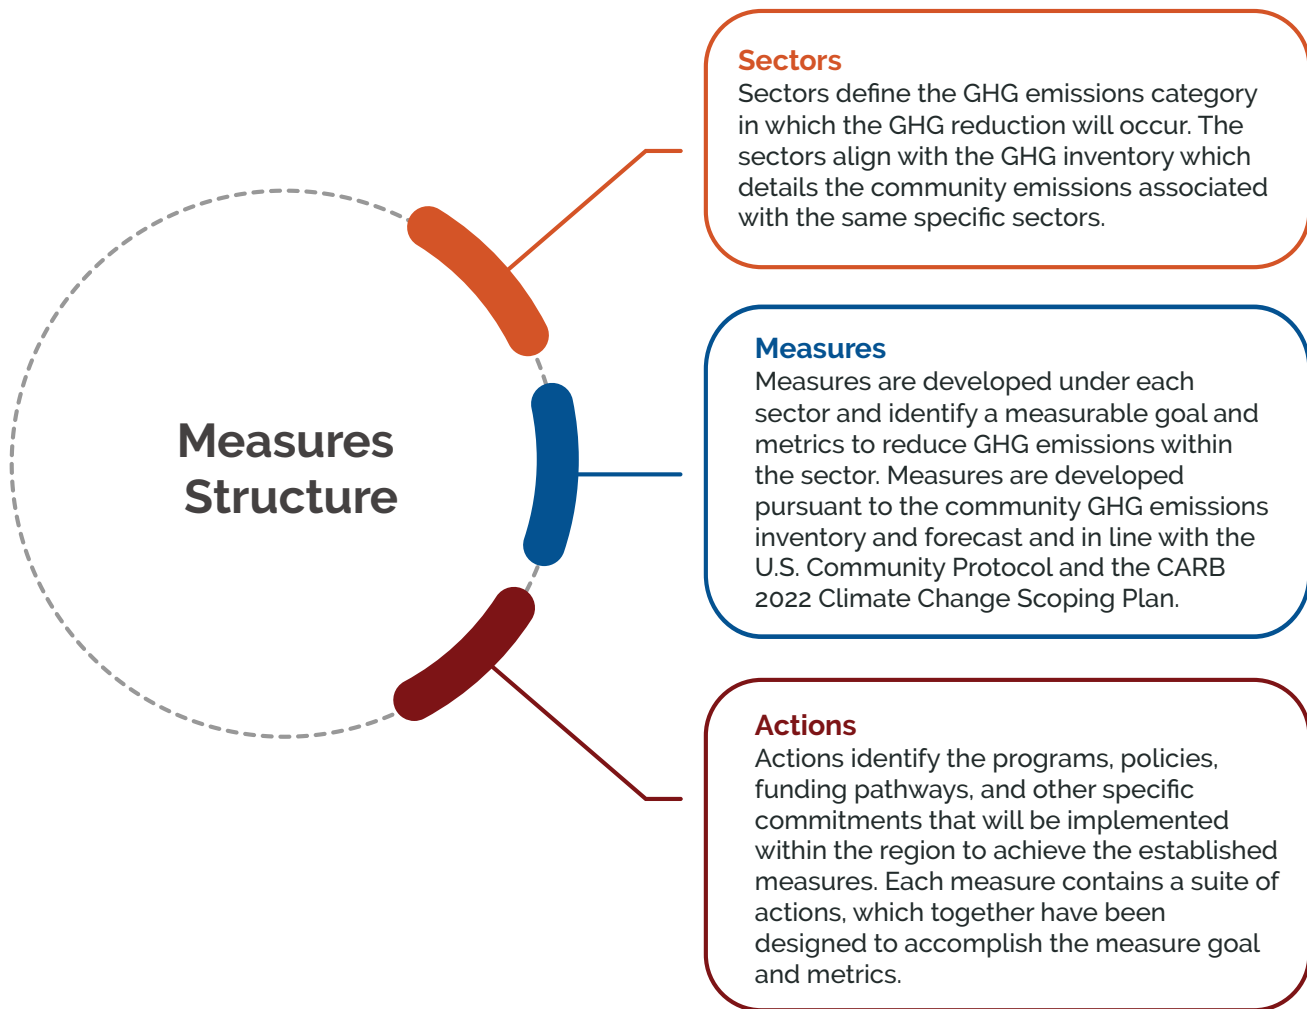 Measures
Structure
Sectors
Sectors define the GHG emissions category
in which the GHG reduction will occur. The
sectors align with the GHG inventory which
details the community emissions associated
with the same specific sectors.
Measures
Measures are developed under each
sector and identify a measurable goal and
metrics to reduce GHG emissions within
the sector. Measures are developed
pursuant to the community GHG emissions
inventory and forecast and in line with the
U.S. Community Protocol and the CARB
2022 Climate Change Scoping Plan.
Actions
Actions identify the programs, policies,
funding pathways, and other specific
commitments that will be implemented
within the region to achieve the established
measures. Each measure contains a suite of
actions, which together have been
designed to accomplish the measure goal
and metrics.